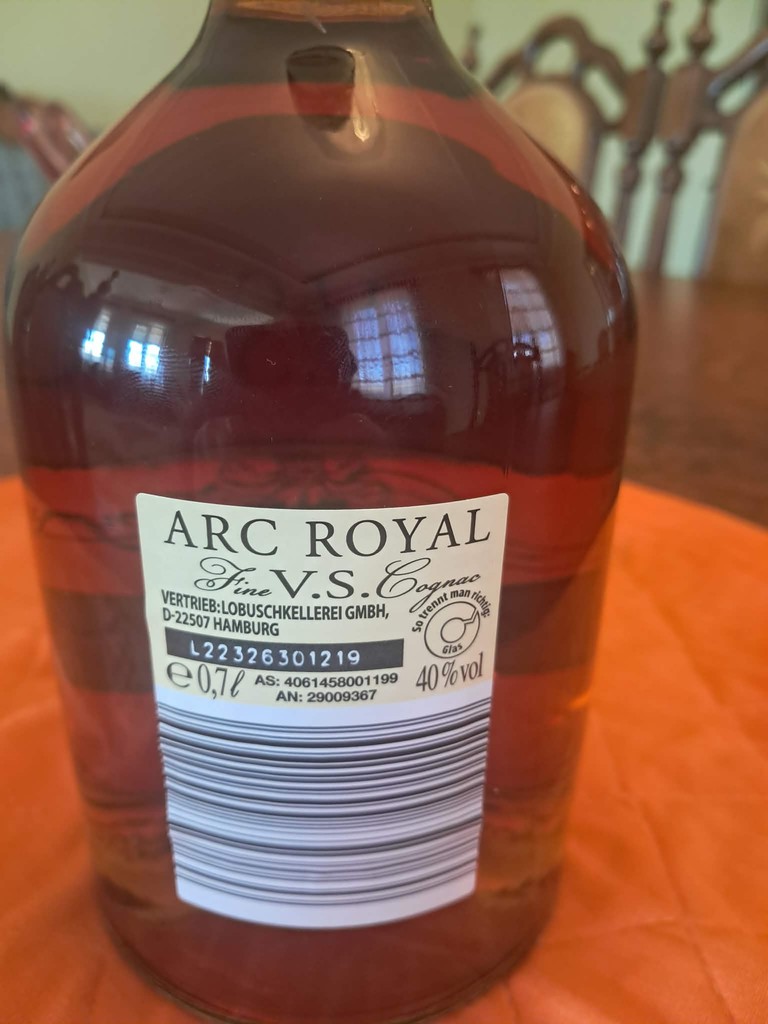 ARC ROYAL
Fine V.S. Cognac
VERTRIEB:LOBUSCHKELLEREI GMBH,
D-22507 HAMBURG
So trennt man richtig:
Glas
L22326301219
e 0,7ℓ
AS: 4061458001199
AN: 29009367
40%vol